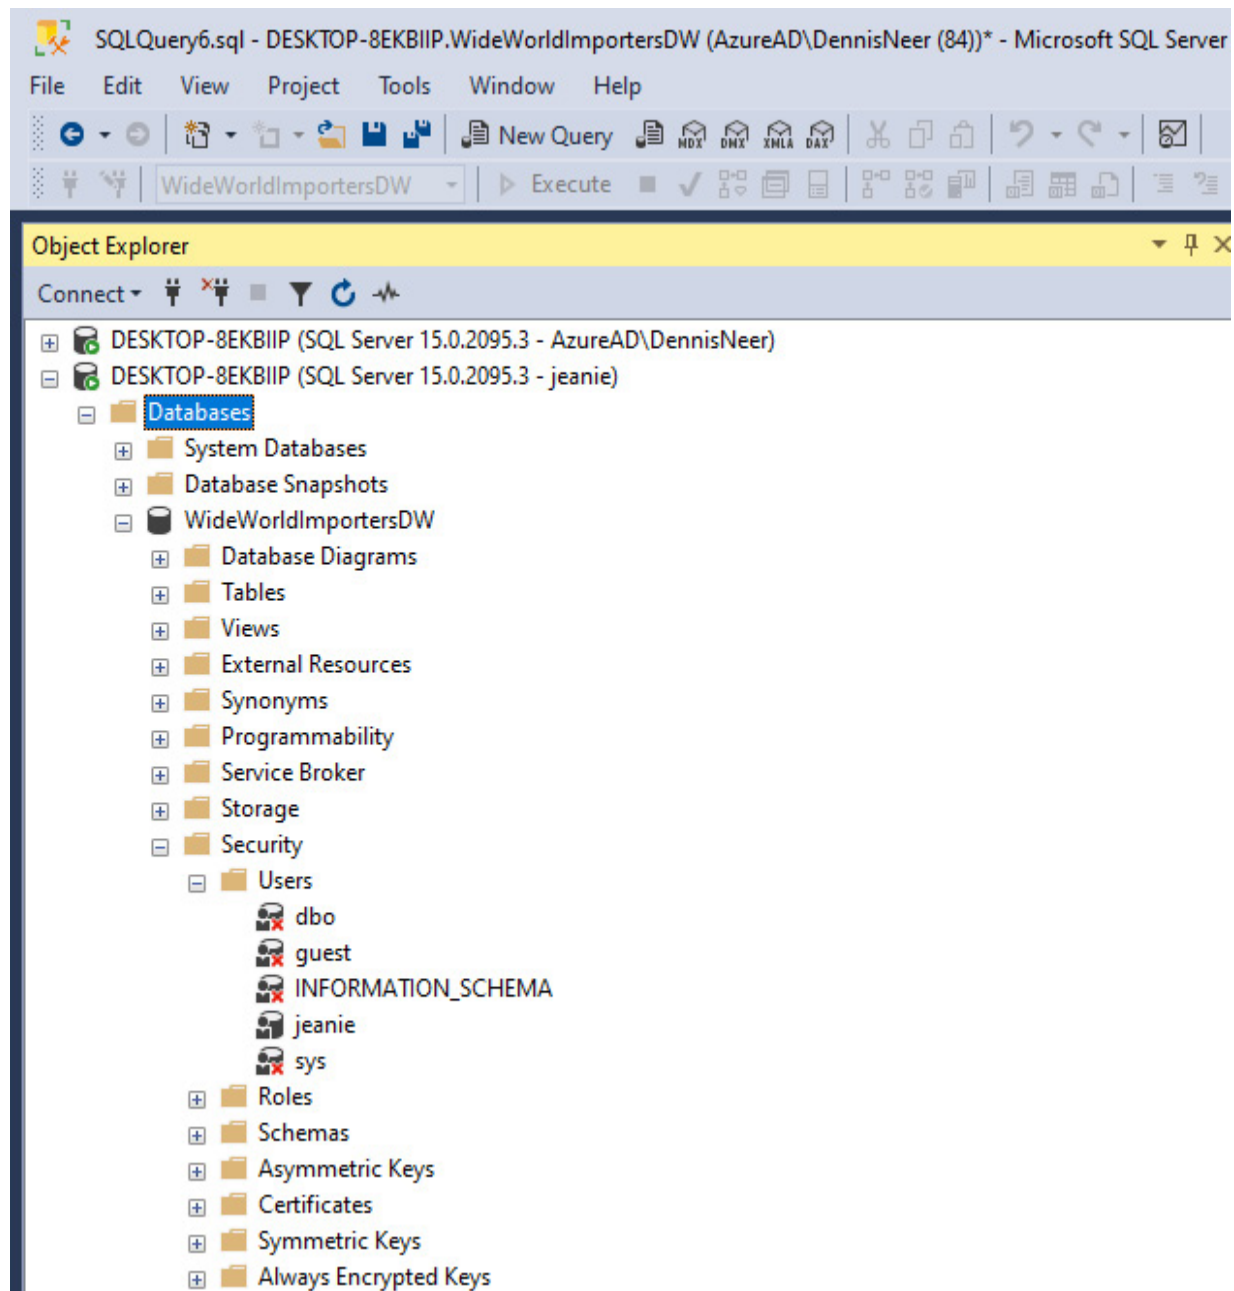 SQLQuery6.sql - DESKTOP-8EKBIIP.WideWorldImportersDW (AzureAD\DennisNeer (84))* - Microsoft SQL Server
File Edit View Project Tools Window Help
New Query MDX DMX XMLA DAX
WideWorldImportersDW Execute
Object Explorer
Connect
DESKTOP-8EKBIIP (SQL Server 15.0.2095.3 - AzureAD\DennisNeer)
DESKTOP-8EKBIIP (SQL Server 15.0.2095.3 - jeanie)
Databases
System Databases
Database Snapshots
WideWorldImportersDW
Database Diagrams
Tables
Views
External Resources
Synonyms
Programmability
Service Broker
Storage
Security
Users
dbo
guest
INFORMATION_SCHEMA
jeanie
sys
Roles
Schemas
Asymmetric Keys
Certificates
Symmetric Keys
Always Encrypted Keys